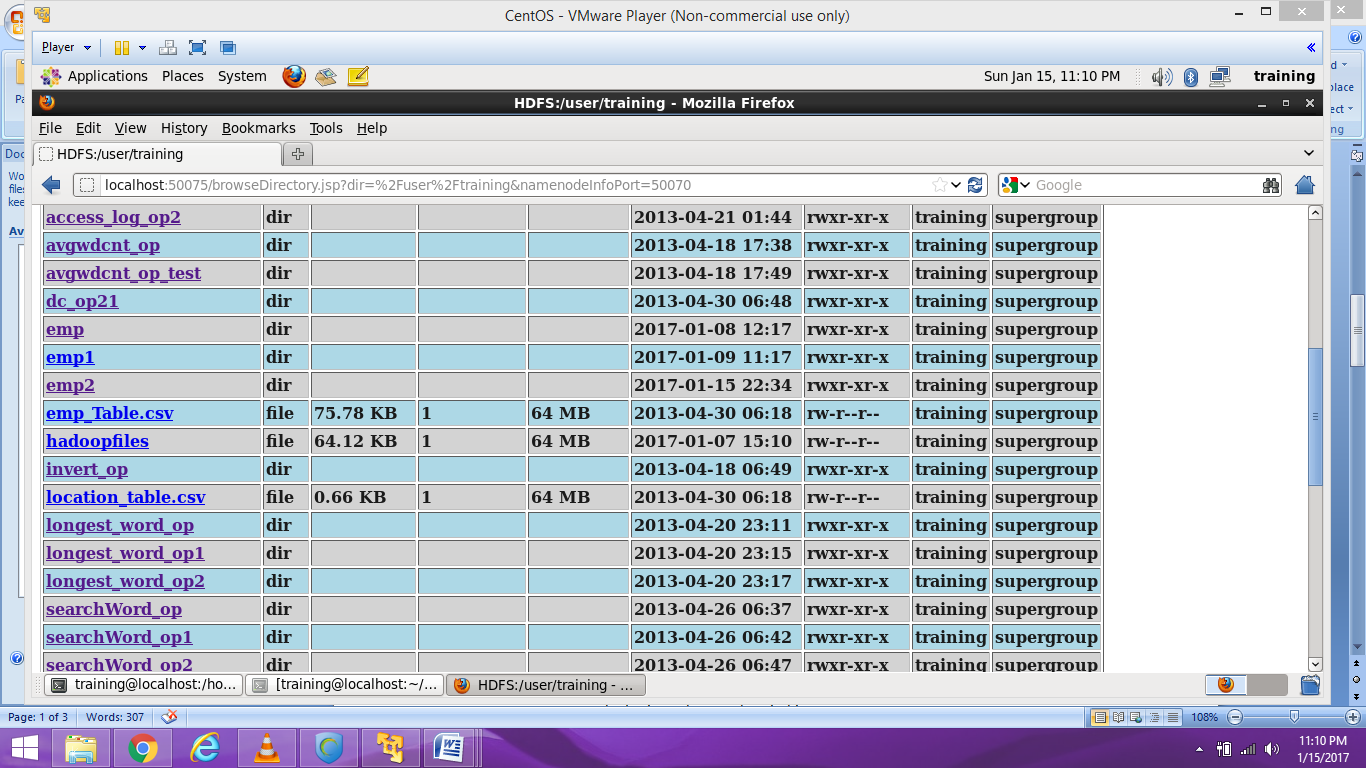 CentOS - VMware Player (Non-commercial use only)
Player
Applications Places System Sun Jan 15, 11:10 PM training
HDFS:/user/training - Mozilla Firefox
File Edit View History Bookmarks Tools Help
HDFS:/user/training
localhost:50075/browseDirectory.jsp?dir=%2Fuser%2Ftraining&namenodeInfoPort=50070 Google
access_log_op2 dir 2013-04-21 01:44 rwxr-xr-x training supergroup
avgwdcnt_op dir 2013-04-18 17:38 rwxr-xr-x training supergroup
avgwdcnt_op_test dir 2013-04-18 17:49 rwxr-xr-x training supergroup
dc_op21 dir 2013-04-30 06:48 rwxr-xr-x training supergroup
emp dir 2017-01-08 12:17 rwxr-xr-x training supergroup
emp1 dir 2017-01-09 11:17 rwxr-xr-x training supergroup
emp2 dir 2017-01-15 22:34 rwxr-xr-x training supergroup
emp_Table.csv file 75.78 KB 1 64 MB 2013-04-30 06:18 rw-r--r-- training supergroup
hadoopfiles file 64.12 KB 1 64 MB 2017-01-07 15:10 rw-r--r-- training supergroup
invert_op dir 2013-04-18 06:49 rwxr-xr-x training supergroup
location_table.csv file 0.66 KB 1 64 MB 2013-04-30 06:18 rw-r--r-- training supergroup
longest_word_op dir 2013-04-20 23:11 rwxr-xr-x training supergroup
longest_word_op1 dir 2013-04-20 23:15 rwxr-xr-x training supergroup
longest_word_op2 dir 2013-04-20 23:17 rwxr-xr-x training supergroup
searchWord_op dir 2013-04-26 06:37 rwxr-xr-x training supergroup
searchWord_op1 dir 2013-04-26 06:42 rwxr-xr-x training supergroup
searchWord_op2 dir 2013-04-26 06:47 rwxr-xr-x training supergroup
training@localhost:/ho... [training@localhost:~/... HDFS:/user/training - ...
Page: 1 of 3 Words: 307 108%
11:10 PM
1/15/2017